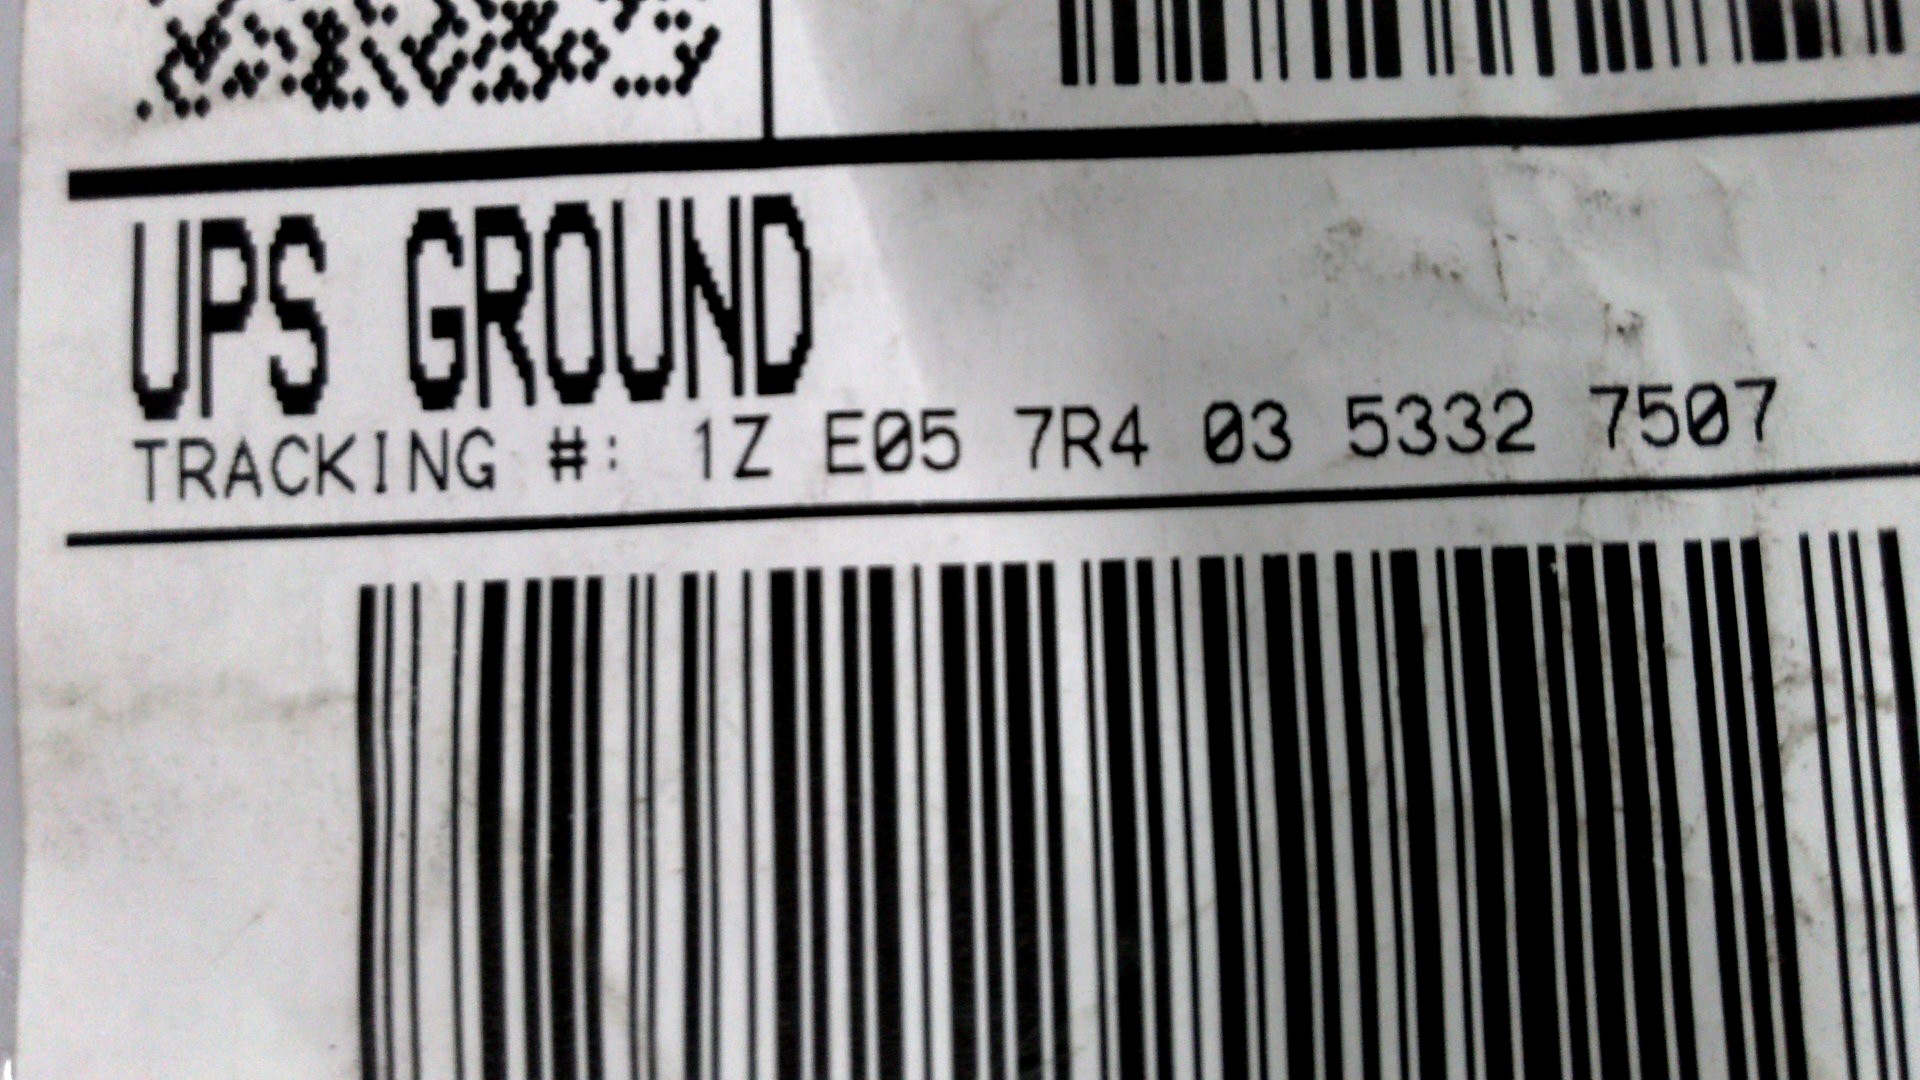 UPS GROUND
TRACKING #: 1Z E05 7R4 03 5332 7507